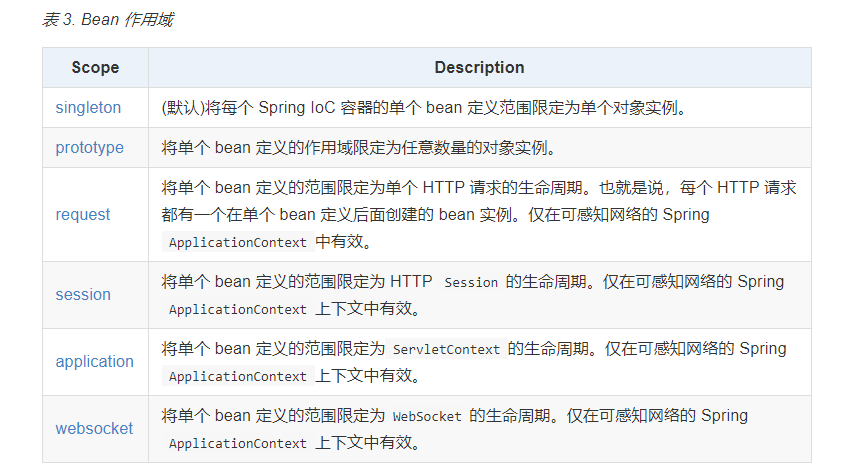 表 3. Bean 作用域
Scope
Description
singleton
(默认)将每个 Spring IoC 容器的单个 bean 定义范围限定为单个对象实例。
prototype
将单个 bean 定义的作用域限定为任意数量的对象实例。
request
将单个 bean 定义的范围限定为单个 HTTP 请求的生命周期。也就是说，每个 HTTP 请求
都有一个在单个 bean 定义后面创建的 bean 实例。仅在可感知网络的 Spring
ApplicationContext 中有效。
session
将单个 bean 定义的范围限定为 HTTP Session 的生命周期。仅在可感知网络的 Spring
ApplicationContext 上下文中有效。
application
将单个 bean 定义的范围限定为 ServletContext 的生命周期。仅在可感知网络的 Spring
ApplicationContext 上下文中有效。
websocket
将单个 bean 定义的范围限定为 WebSocket 的生命周期。仅在可感知网络的 Spring
ApplicationContext 上下文中有效。